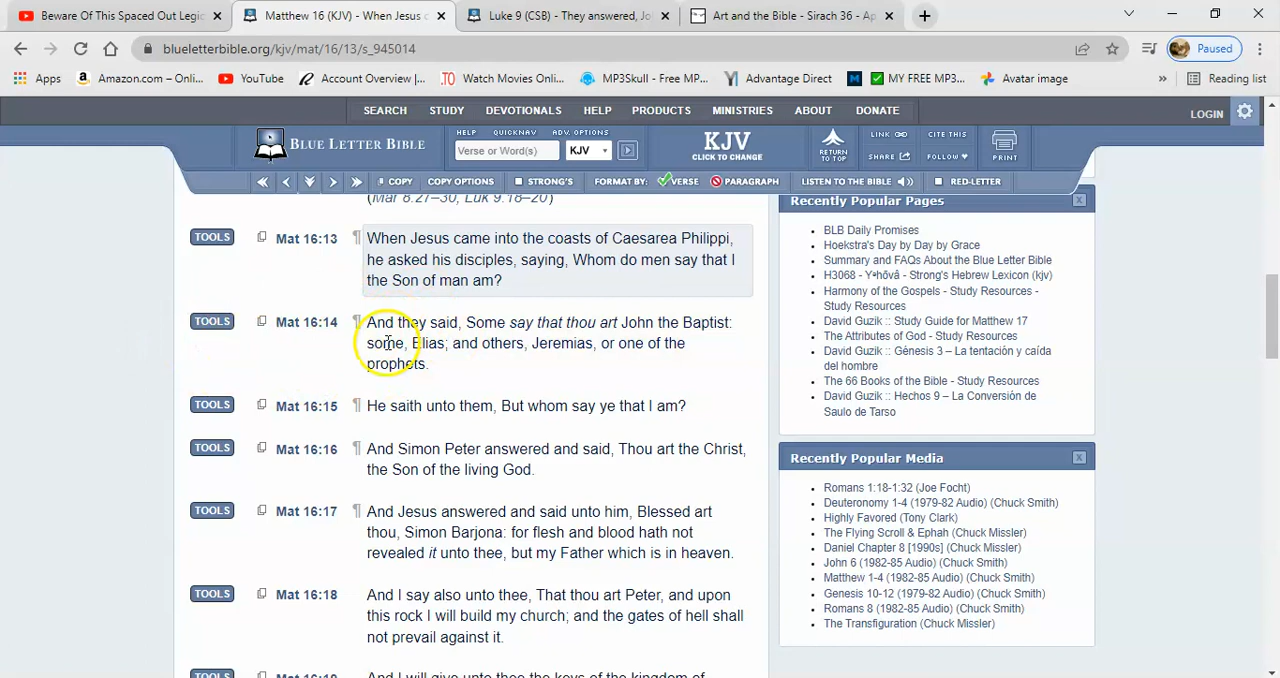 Beware Of This Spaced Out Legio
Matthew 16 (KJV) - When Jesus c
Luke 9 (CSB) - They answered, Jo
Art and the Bible - Sirach 36 - Ap
blueletterbible.org/kjv/mat/16/13/s_945014
Paused
Apps
Amazon.com – Onli...
YouTube
Account Overview |...
Watch Movies Onli...
MP3Skull - Free MP...
Advantage Direct
MY FREE MP3...
Avatar image
»
Reading list
SEARCH STUDY DEVOTIONALS HELP PRODUCTS MINISTRIES ABOUT DONATE
LOGIN
BLUE LETTER BIBLE
HELP QUICKNAV ADV. OPTIONS
Verse or Word(s)
KJV
KJV
CLICK TO CHANGE
RETURN
TO TOP
LINK
CITE THIS
SHARE
FOLLOW
PRINT
COPY COPY OPTIONS STRONG'S FORMAT BY: VERSE PARAGRAPH LISTEN TO THE BIBLE RED-LETTER
(Mar 8.27–30, Luk 9.18–20)
TOOLS Mat 16:13 ¶ When Jesus came into the coasts of Caesarea Philippi,
he asked his disciples, saying, Whom do men say that I
the Son of man am?
TOOLS Mat 16:14 ¶ And they said, Some say that thou art John the Baptist:
some, Elias; and others, Jeremias, or one of the
prophets.
TOOLS Mat 16:15 ¶ He saith unto them, But whom say ye that I am?
TOOLS Mat 16:16 ¶ And Simon Peter answered and said, Thou art the Christ,
the Son of the living God.
TOOLS Mat 16:17 ¶ And Jesus answered and said unto him, Blessed art
thou, Simon Barjona: for flesh and blood hath not
revealed it unto thee, but my Father which is in heaven.
TOOLS Mat 16:18 ¶ And I say also unto thee, That thou art Peter, and upon
this rock I will build my church; and the gates of hell shall
not prevail against it.
TOOLS Mat 16:19 ¶ And I will give unto thee the keys of the kingdom of
Recently Popular Pages
BLB Daily Promises
Hoekstra's Day by Day by Grace
Summary and FAQs About the Blue Letter Bible
H3068 - Yᵊhōvâ - Strong's Hebrew Lexicon (kjv)
Harmony of the Gospels - Study Resources -
Study Resources
David Guzik :: Study Guide for Matthew 17
The Attributes of God - Study Resources
David Guzik :: Génesis 3 – La tentación y caída
del hombre
The 66 Books of the Bible - Study Resources
David Guzik :: Hechos 9 – La Conversión de
Saulo de Tarso
Recently Popular Media
Romans 1:18-1:32 (Joe Focht)
Deuteronomy 1-4 (1979-82 Audio) (Chuck Smith)
Highly Favored (Tony Clark)
The Flying Scroll & Ephah (Chuck Missler)
Daniel Chapter 8 [1990s] (Chuck Missler)
John 6 (1982-85 Audio) (Chuck Smith)
Matthew 1-4 (1982-85 Audio) (Chuck Smith)
Genesis 10-12 (1979-82 Audio) (Chuck Smith)
Romans 8 (1982-85 Audio) (Chuck Smith)
The Transfiguration (Chuck Missler)